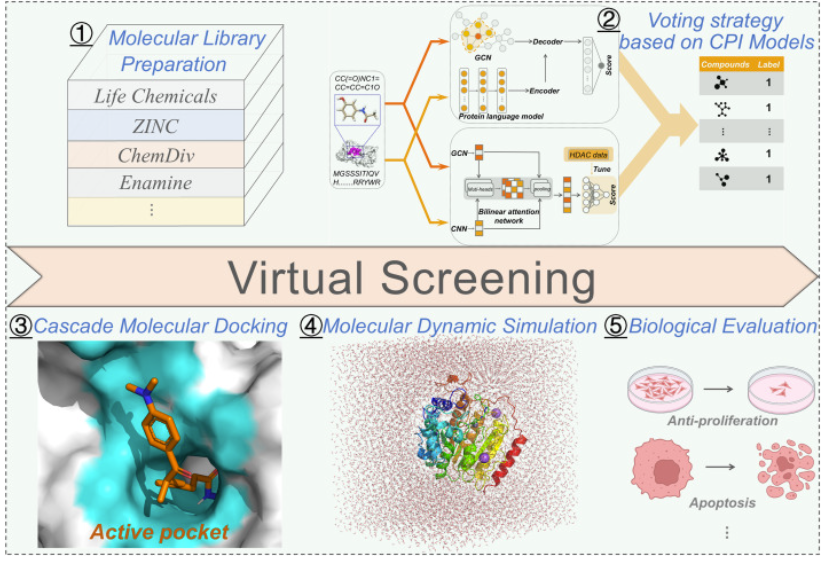 ① Molecular Library
Preparation
Life Chemicals
ZINC
ChemDiv
Enamine
⋮
CC(=O)NC1=
CC=CC=C1O
MGSSSITIQV
H......RRYWR
GCN
Decoder
Encoder
Score
Protein language model
GCN
HDAC data
Tune
Multi-heads
pooling
Score
Bilinear attention
network
CNN
② Voting strategy
based on CPI Models
Compounds Label
1
1
⋮ ⋮
1
1
Virtual Screening
③ Cascade Molecular Docking
Active pocket
④ Molecular Dynamic Simulation
⑤ Biological Evaluation
Anti-proliferation
Apoptosis
⋮